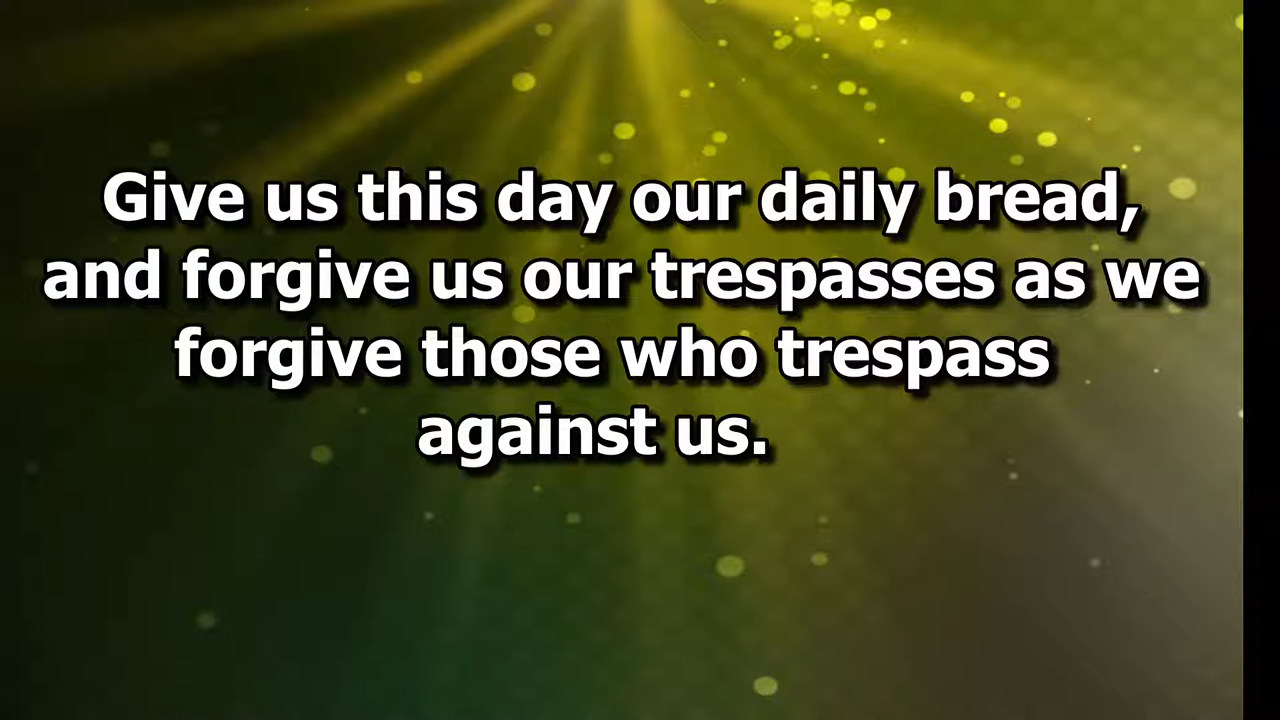 Give us this day our daily bread,
and forgive us our trespasses as we
forgive those who trespass
against us.